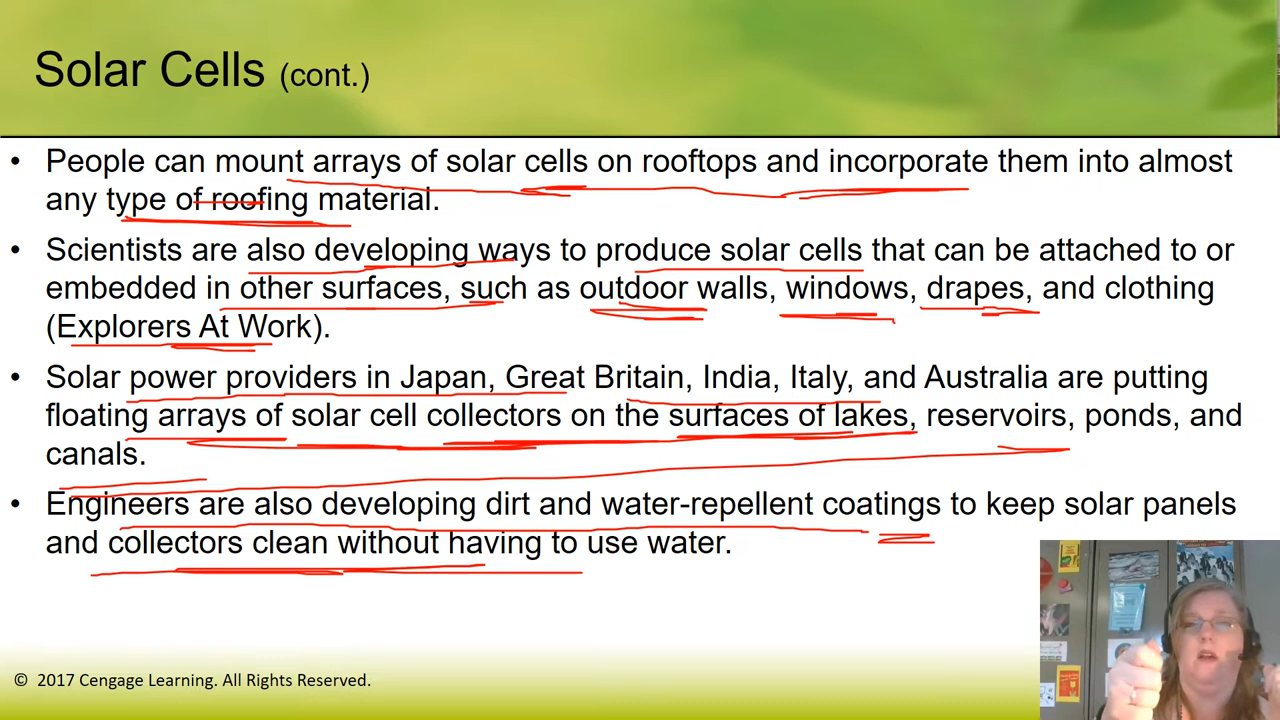 Solar Cells (cont.)
• People can mount arrays of solar cells on rooftops and incorporate them into almost
any type of roofing material.
• Scientists are also developing ways to produce solar cells that can be attached to or
embedded in other surfaces, such as outdoor walls, windows, drapes, and clothing
(Explorers At Work).
• Solar power providers in Japan, Great Britain, India, Italy, and Australia are putting
floating arrays of solar cell collectors on the surfaces of lakes, reservoirs, ponds, and
canals.
• Engineers are also developing dirt and water-repellent coatings to keep solar panels
and collectors clean without having to use water.
© 2017 Cengage Learning. All Rights Reserved.